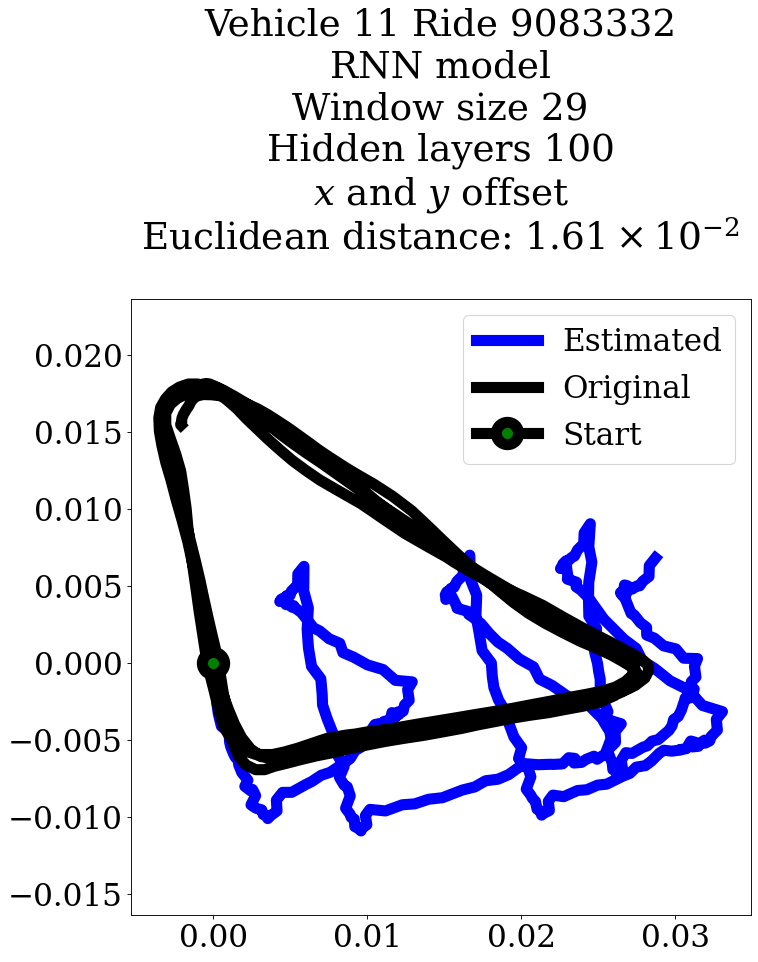 Vehicle 11 Ride 9083332
RNN model
Window size 29
Hidden layers 100
x and y offset
Euclidean distance: 1.61 × 10⁻²
Estimated
Original
Start
0.020
0.015
0.010
0.005
0.000
−0.005
−0.010
−0.015
0.00 0.01 0.02 0.03